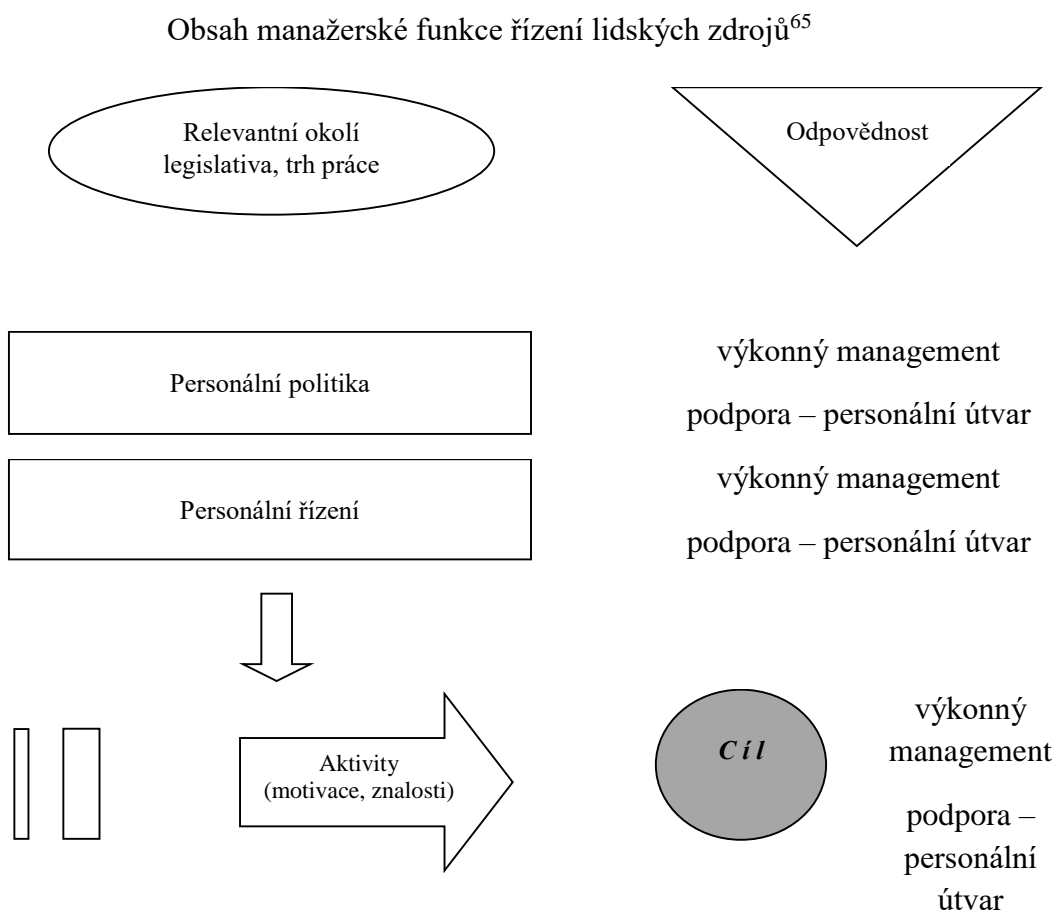 Obsah manažerské funkce řízení lidských zdrojů65
Relevantní okolí
legislativa, trh práce
Odpovědnost
Personální politika
výkonný management
podpora – personální útvar
Personální řízení
výkonný management
podpora – personální útvar
Aktivity
(motivace, znalosti)
Cíl
výkonný
management
podpora –
personální
útvar